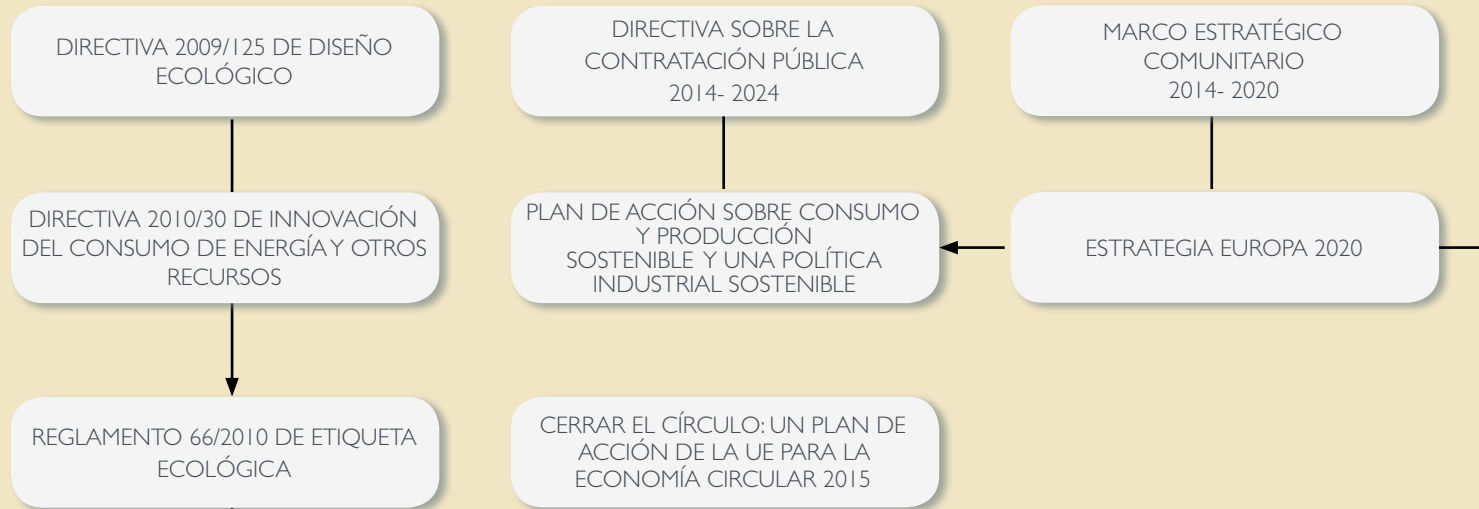 DIRECTIVA 2009/125 DE DISEÑO
ECOLÓGICO
DIRECTIVA SOBRE LA
CONTRATACIÓN PÚBLICA
2014- 2024
MARCO ESTRATÉGICO
COMUNITARIO
2014- 2020
DIRECTIVA 2010/30 DE INNOVACIÓN
DEL CONSUMO DE ENERGÍA Y OTROS
RECURSOS
PLAN DE ACCIÓN SOBRE CONSUMO
Y PRODUCCIÓN
SOSTENIBLE Y UNA POLÍTICA
INDUSTRIAL SOSTENIBLE
ESTRATEGIA EUROPA 2020
REGLAMENTO 66/2010 DE ETIQUETA
ECOLÓGICA
CERRAR EL CÍRCULO: UN PLAN DE
ACCIÓN DE LA UE PARA LA
ECONOMÍA CIRCULAR 2015